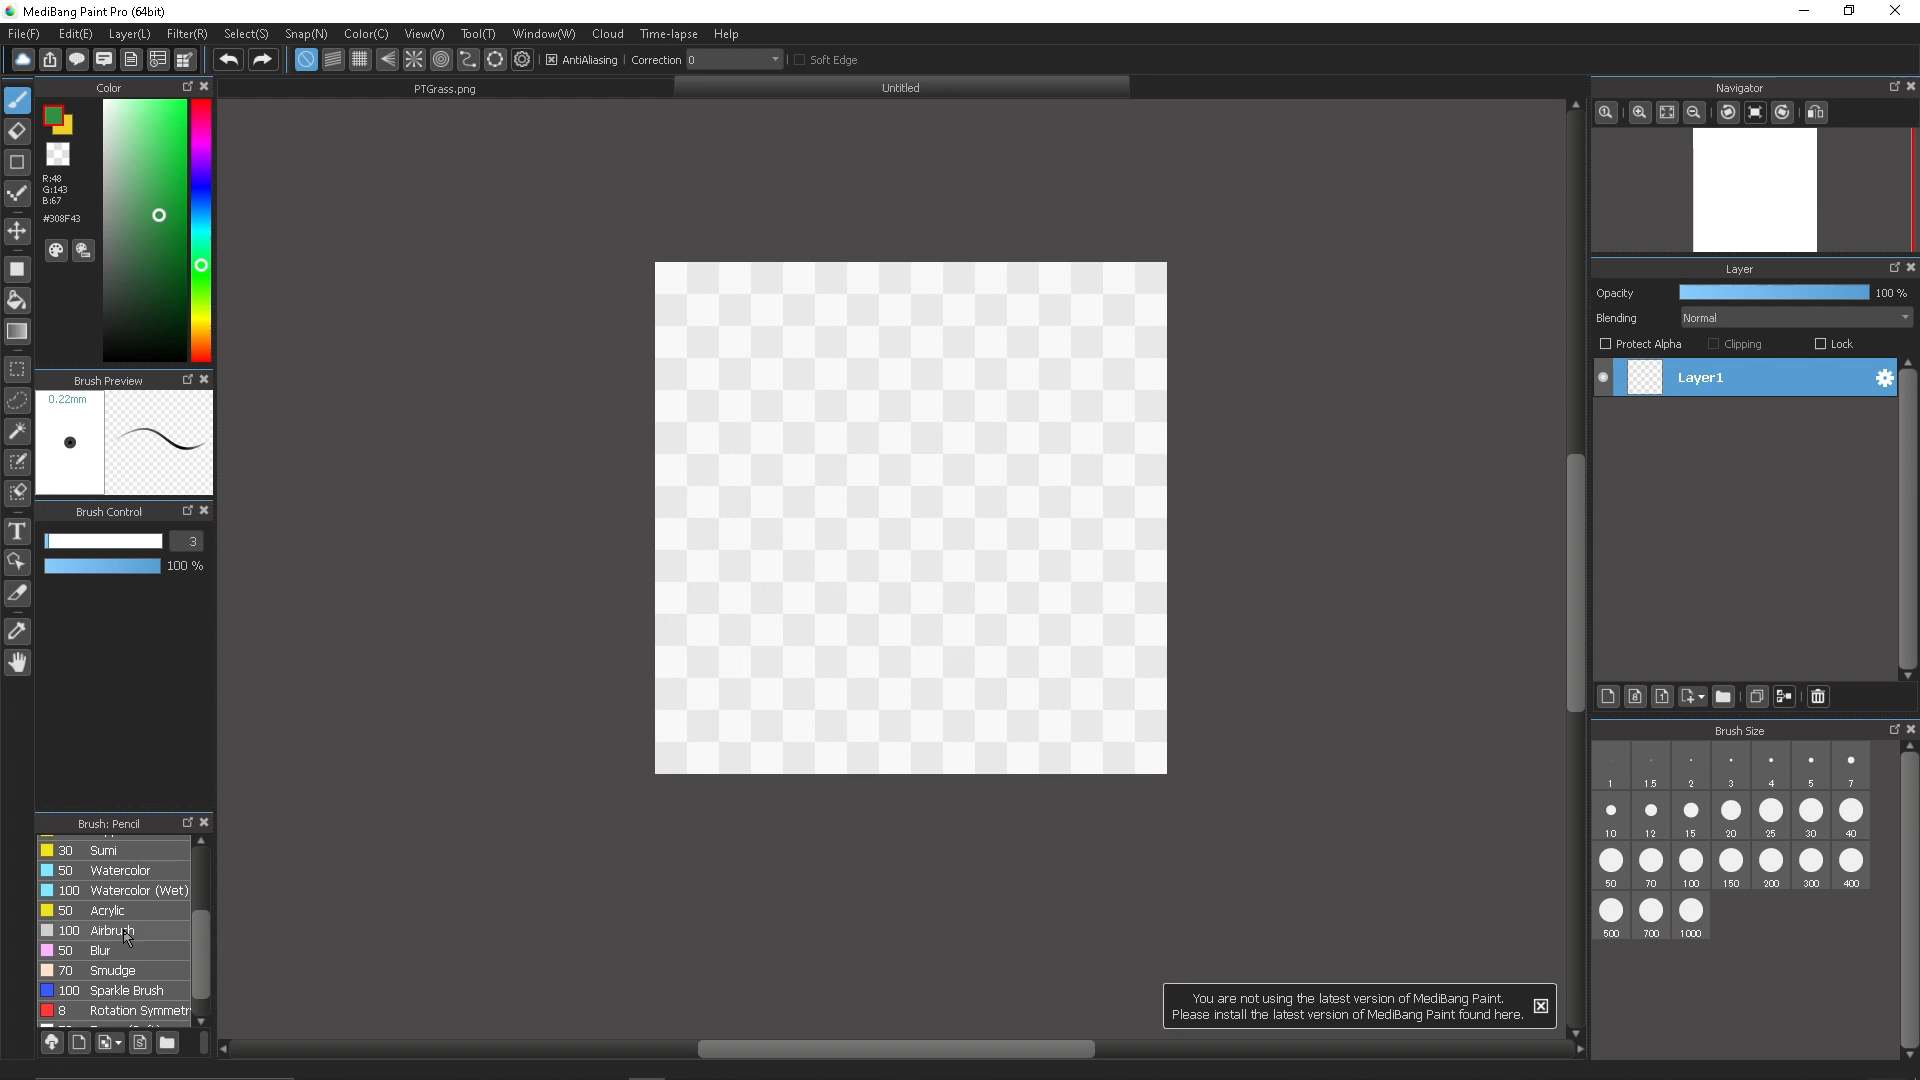 MediBang Paint Pro (64bit)
File(F) Edit(E) Layer(L) Filter(R) Select(S) Snap(N) Color(C) View(V) Tool(T) Window(W) Cloud Time-lapse Help
AntiAliasing Correction 0 Soft Edge
Color
PTGrass.png
Untitled
Navigator
R:48
G:143
B:67
#308F43
Layer
Opacity 100 %
Blending Normal
Protect Alpha Clipping Lock
Layer1
Brush Preview
0.22mm
Brush Control
3
100 %
Brush: Pencil
30 Sumi
50 Watercolor
100 Watercolor (Wet)
50 Acrylic
100 Airbrush
50 Blur
70 Smudge
100 Sparkle Brush
8 Rotation Symmetr
T
Brush Size
1 1.5 2 3 4 5 7
10 12 15 20 25 30 40
50 70 100 150 200 300 400
500 700 1000
You are not using the latest version of MediBang Paint.
Please install the latest version of MediBang Paint found here.